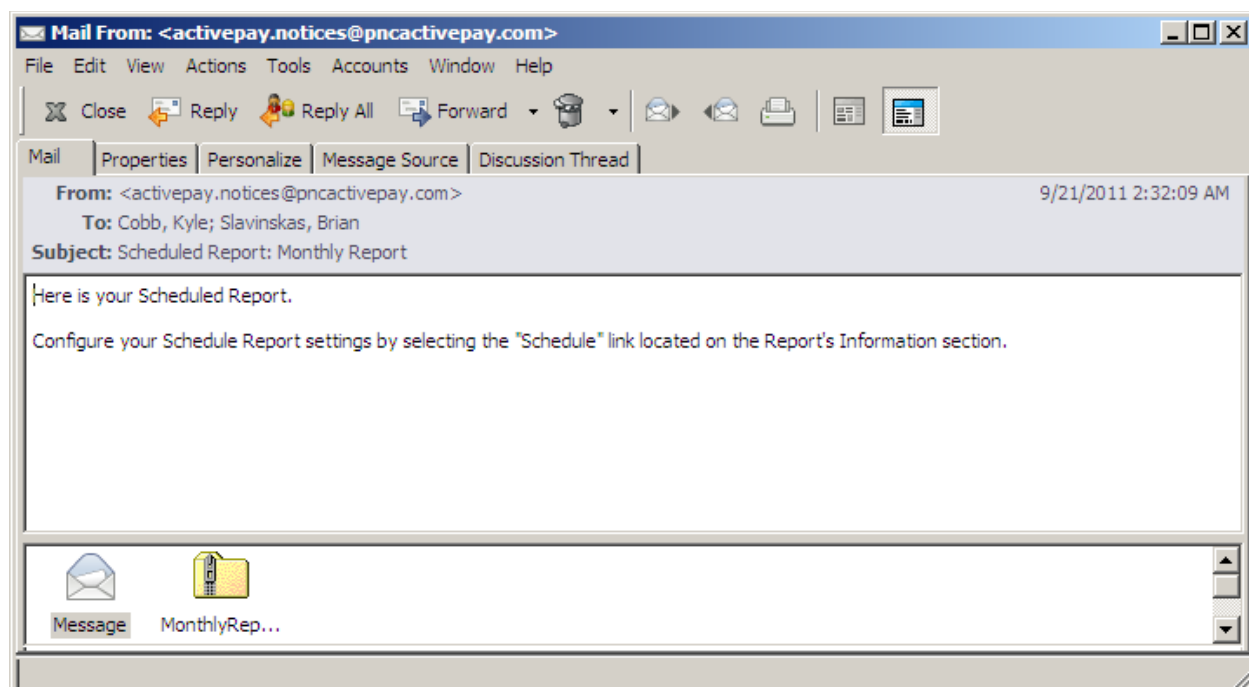 Mail From: <activepay.notices@pncactivepay.com>
File Edit View Actions Tools Accounts Window Help
Close Reply Reply All Forward
Mail Properties Personalize Message Source Discussion Thread
From: <activepay.notices@pncactivepay.com> 9/21/2011 2:32:09 AM
To: Cobb, Kyle; Slavinskas, Brian
Subject: Scheduled Report: Monthly Report
Here is your Scheduled Report.
Configure your Schedule Report settings by selecting the "Schedule" link located on the Report's Information section.
Message MonthlyRep...